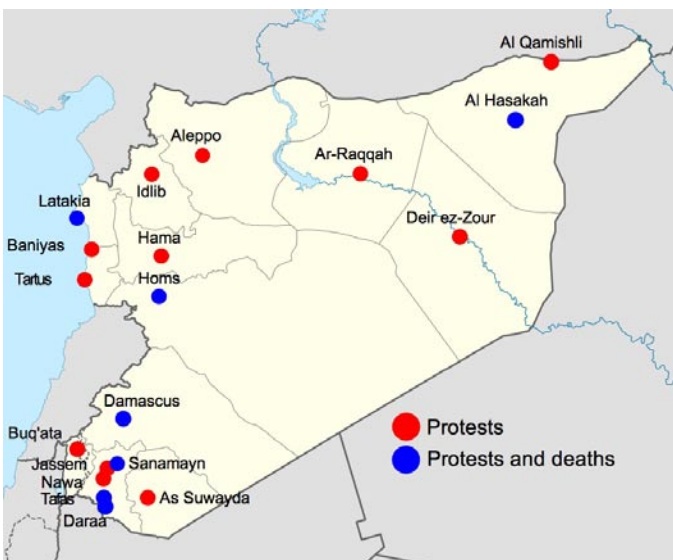 Al Qamishli
Al Hasakah
Aleppo
Ar-Raqqah
Idlib
Latakia
Deir ez-Zour
Baniyas
Hama
Tartus
Homs
Damascus
Buq'ata
Protests
Jassem
Sanamayn
Protests and deaths
Nawa
Tafas
As Suwayda
Daraa